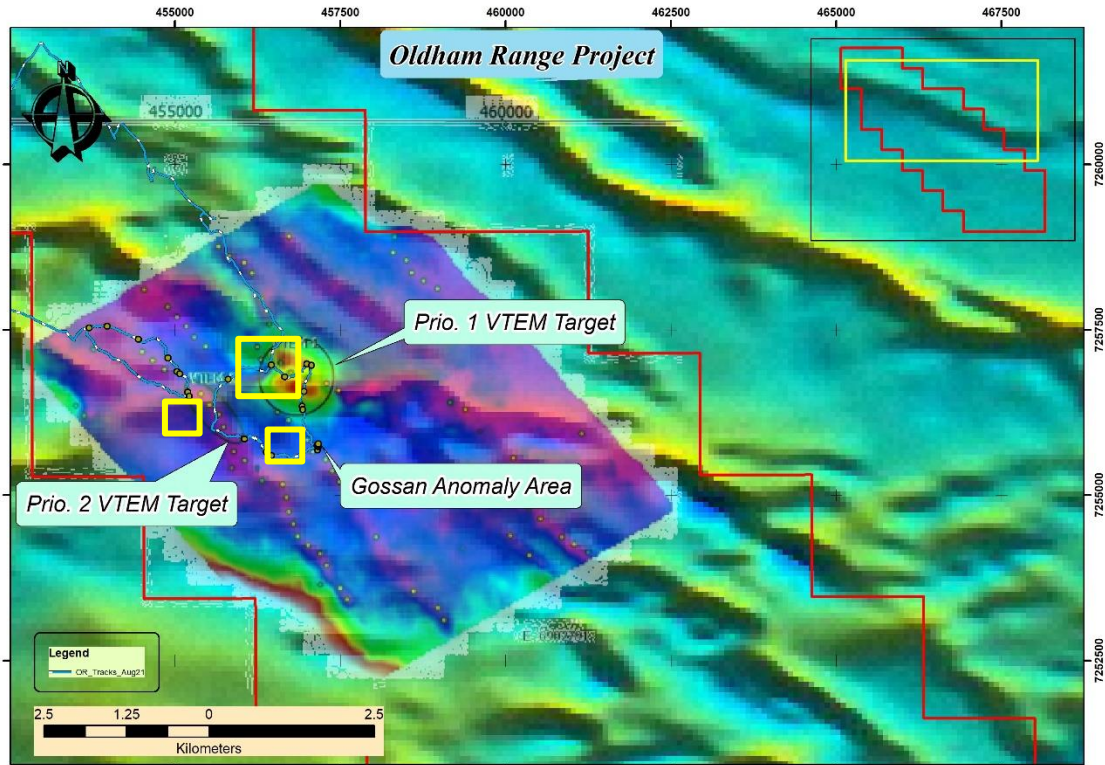 455000 457500 460000 462500 465000 467500
Oldham Range Project
N
455000 460000
7260000
7257500
Prio. 1 VTEM Target
Prio. 2 VTEM Target
Gossan Anomaly Area
7255000
7252500
Legend
OR_Tracks_Aug21
2.5 1.25 0 2.5
Kilometers